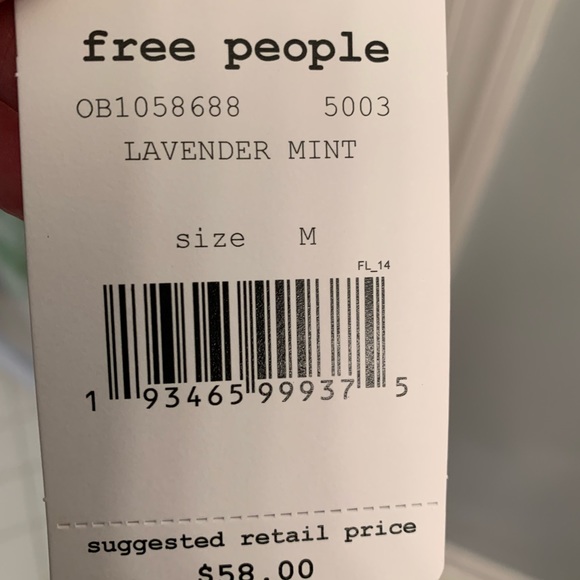 free people
OB1058688 5003
LAVENDER MINT
size M
FL_14
1 93465 99937 5
suggested retail price
$58.00